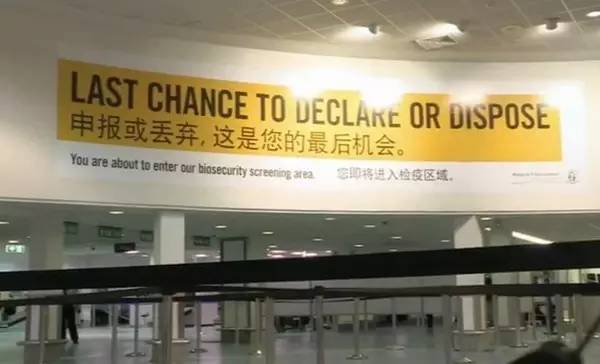 LAST CHANCE TO DECLARE OR DISPOSE
申报或丢弃，这是您的最后机会。
You are about to enter our biosecurity screening area. 您即将进入检疫区域。